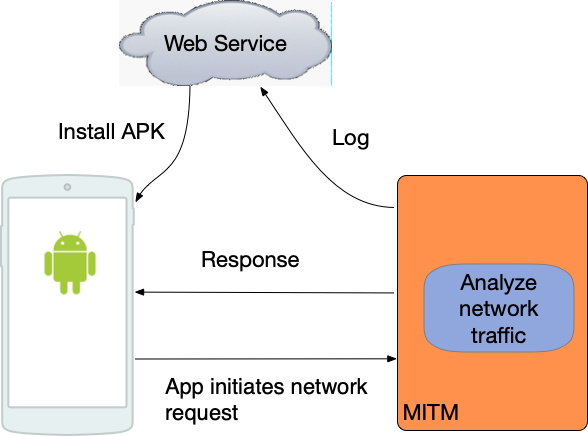 Web Service
Install APK
Log
Response
Analyze
network
traffic
App initiates network
request
MITM